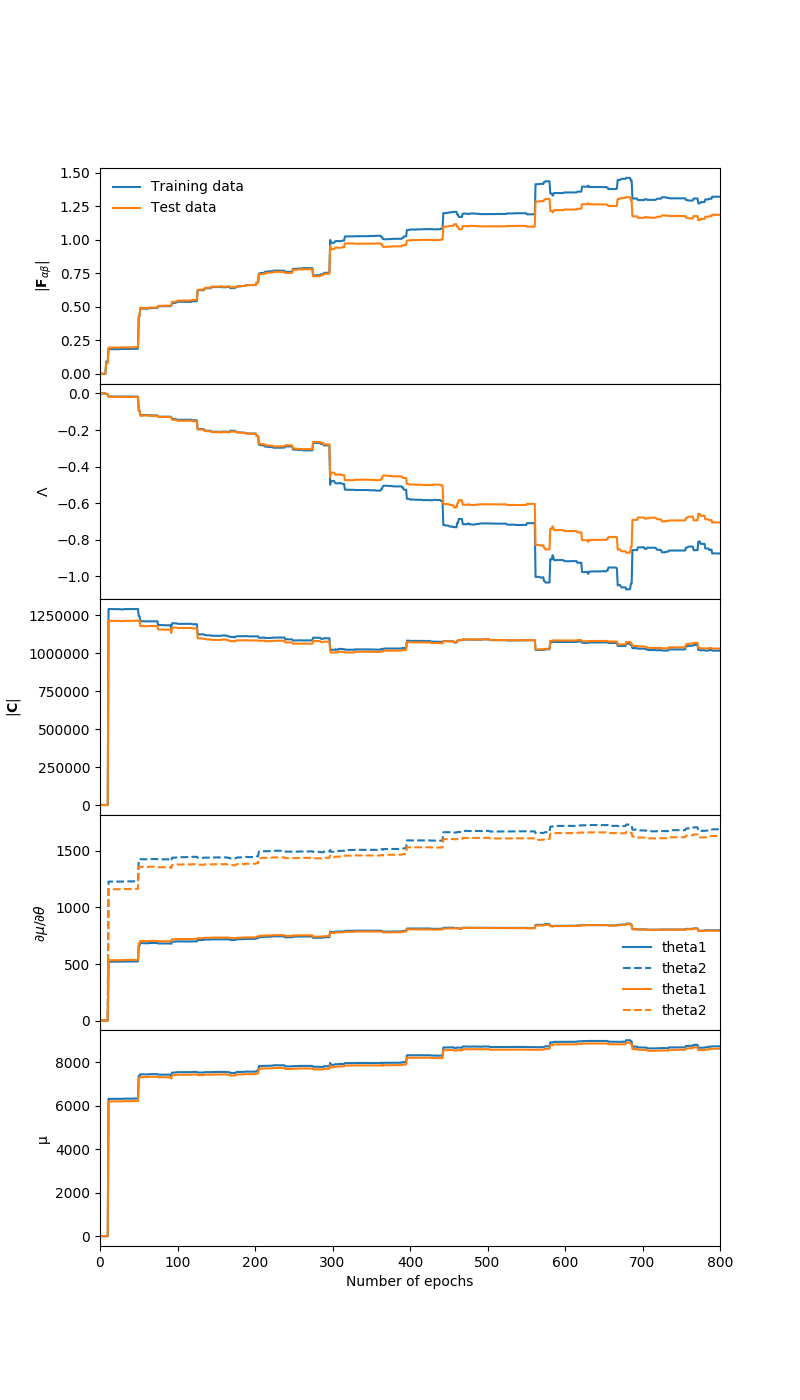 1.50
1.25
1.00
0.75
0.50
0.25
0.00
|F αβ|
Training data
Test data
0.0
−0.2
−0.4
−0.6
−0.8
−1.0
Λ
1250000
1000000
750000
500000
250000
0
|C|
1500
1000
500
0
∂μ/∂θ
theta1
theta2
theta1
theta2
8000
6000
4000
2000
0
μ
0 100 200 300 400 500 600 700 800
Number of epochs